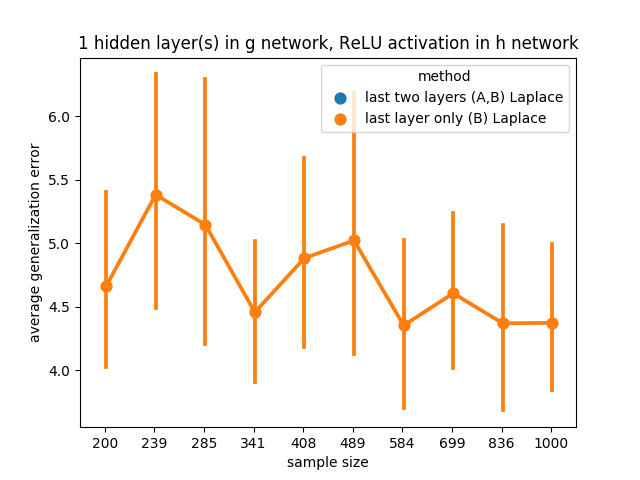 1 hidden layer(s) in g network, ReLU activation in h network
method
last two layers (A,B) Laplace
last layer only (B) Laplace
average generalization error
6.0
5.5
5.0
4.5
4.0
200 239 285 341 408 489 584 699 836 1000
sample size